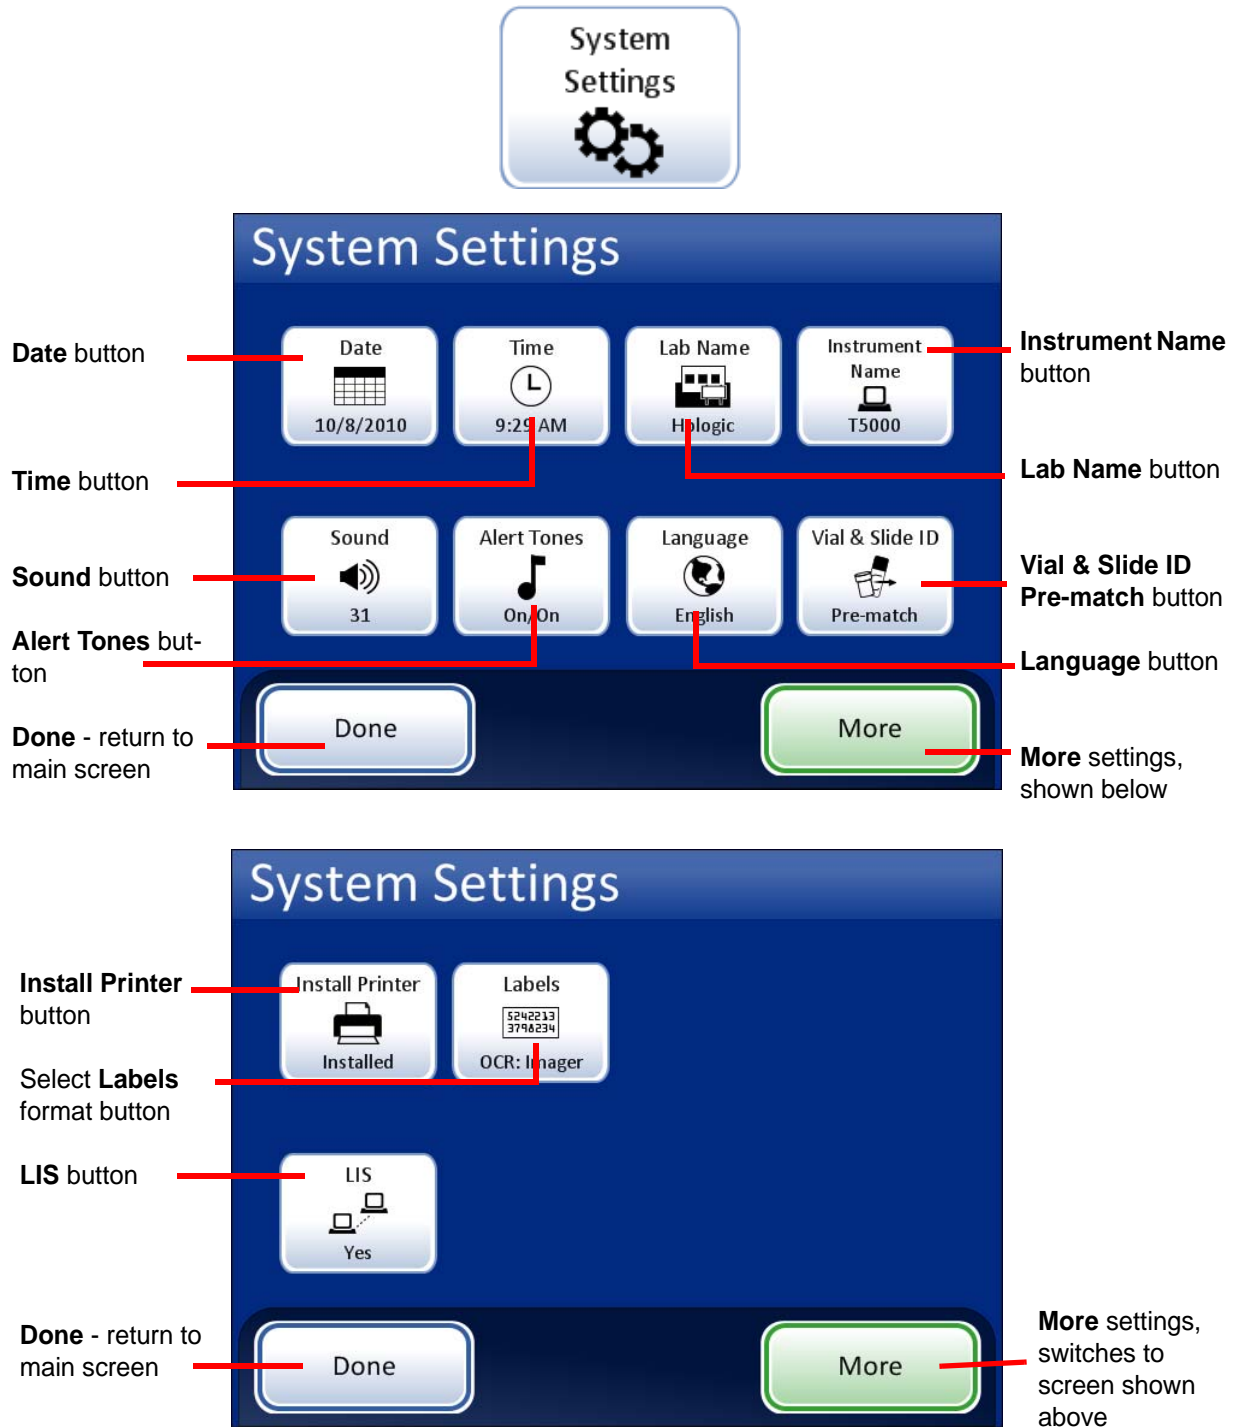 System
Settings
System Settings
Date button
Date
10/8/2010
Time
9:29 AM
Lab Name
Hologic
Instrument
Name
T5000
Instrument Name
button
Time button
Lab Name button
Sound button
Sound
31
Alert Tones
On/On
Language
English
Vial & Slide ID
Pre-match
Vial & Slide ID
Pre-match button
Alert Tones but-
ton
Language button
Done - return to
main screen
Done
More
More settings,
shown below
System Settings
Install Printer
button
Install Printer
Installed
Labels
5242213
3798234
OCR: Imager
Select Labels
format button
LIS button
LIS
Yes
Done - return to
main screen
Done
More
More settings,
switches to
screen shown
above